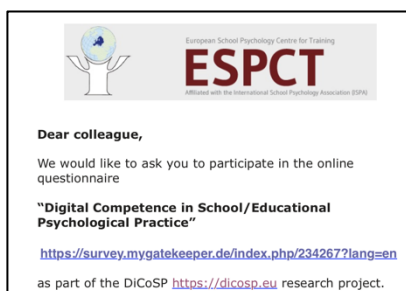 European School Psychology Centre for Training
ESPCT
Affiliated with the International School Psychology Association (ISPA)
Dear colleague,
We would like to ask you to participate in the online
questionnaire
“Digital Competence in School/Educational
Psychological Practice”
https://survey.mygatekeeper.de/index.php/234267?lang=en
as part of the DiCoSP https://dicosp.eu research project.